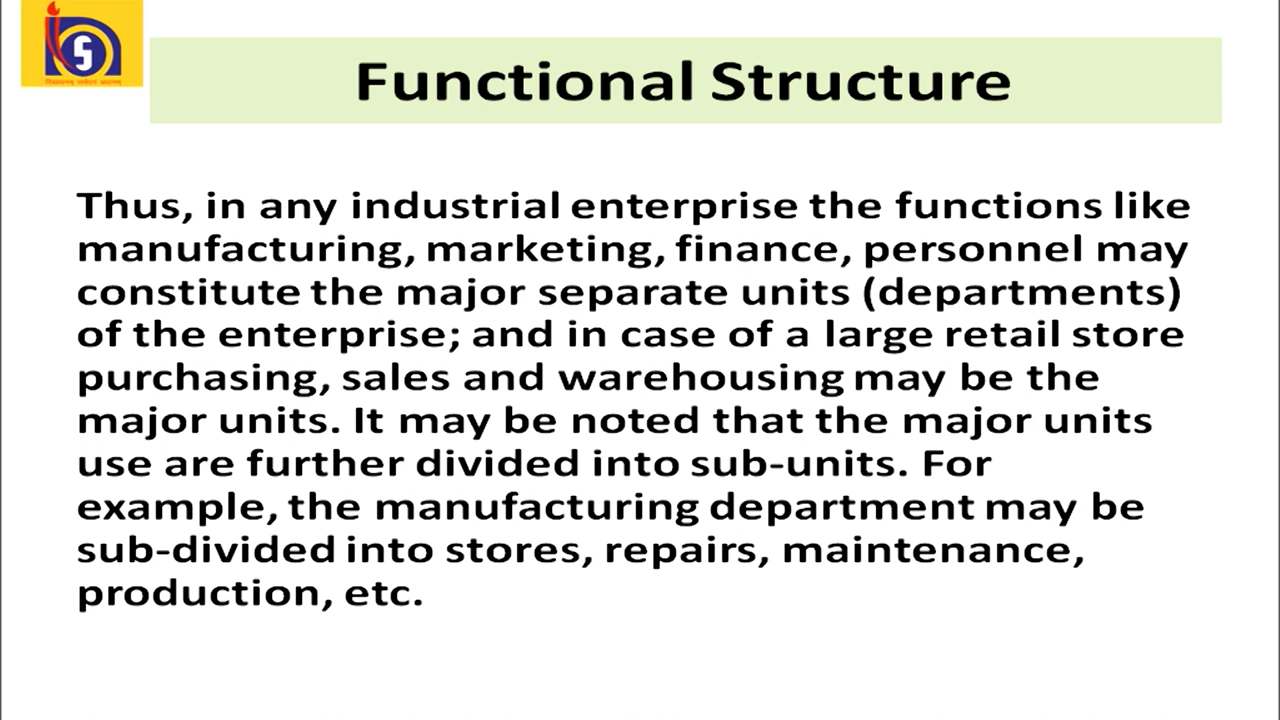 Functional Structure
Thus, in any industrial enterprise the functions like
manufacturing, marketing, finance, personnel may
constitute the major separate units (departments)
of the enterprise; and in case of a large retail store
purchasing, sales and warehousing may be the
major units. It may be noted that the major units
use are further divided into sub-units. For
example, the manufacturing department may be
sub-divided into stores, repairs, maintenance,
production, etc.